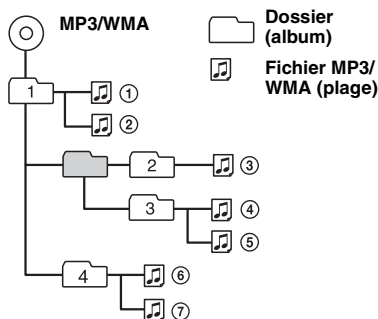 MP3/WMA
Dossier
(album)
Fichier MP3/
WMA (plage)
1
①
②
2
③
3
④
⑤
4
⑥
⑦